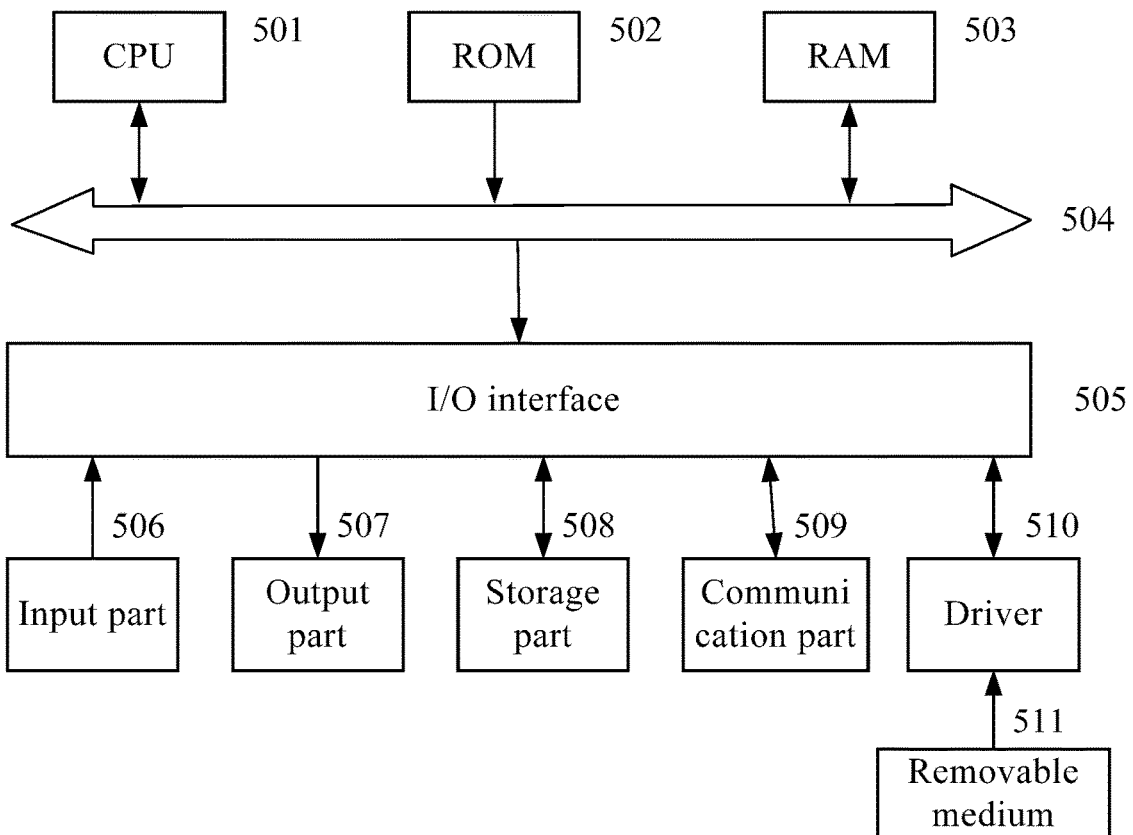 CPU 501 ROM 502 RAM 503
504
I/O interface 505
506 507 508 509 510
Input part
Output
part
Storage
part
Communi
cation part
Driver
511
Removable
medium